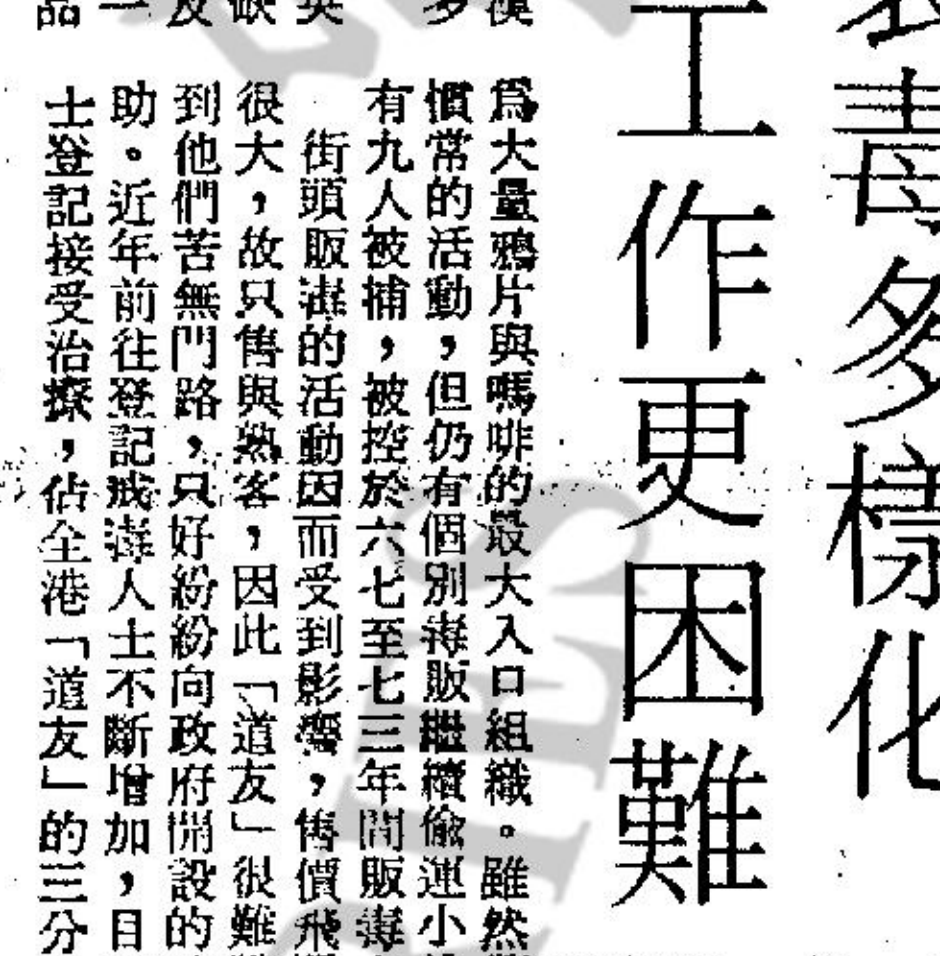 毒多樣化
工作更困難
爲大量鴉片與嗎啡的最大入口組織。雖然
慣常的活動，但仍有個別毒販繼續偷運小
有九人被捕，被控於六七至七三年間販毒
街頭販毒的活動因而受到影響，售價飛
很大，故只售與熟客，因此「道友」很難
到他們苦無門路，只好紛紛向政府開設的
助。近年前往登記戒毒人士不斷增加，目
士登記接受治療，佔全港「道友」的三分